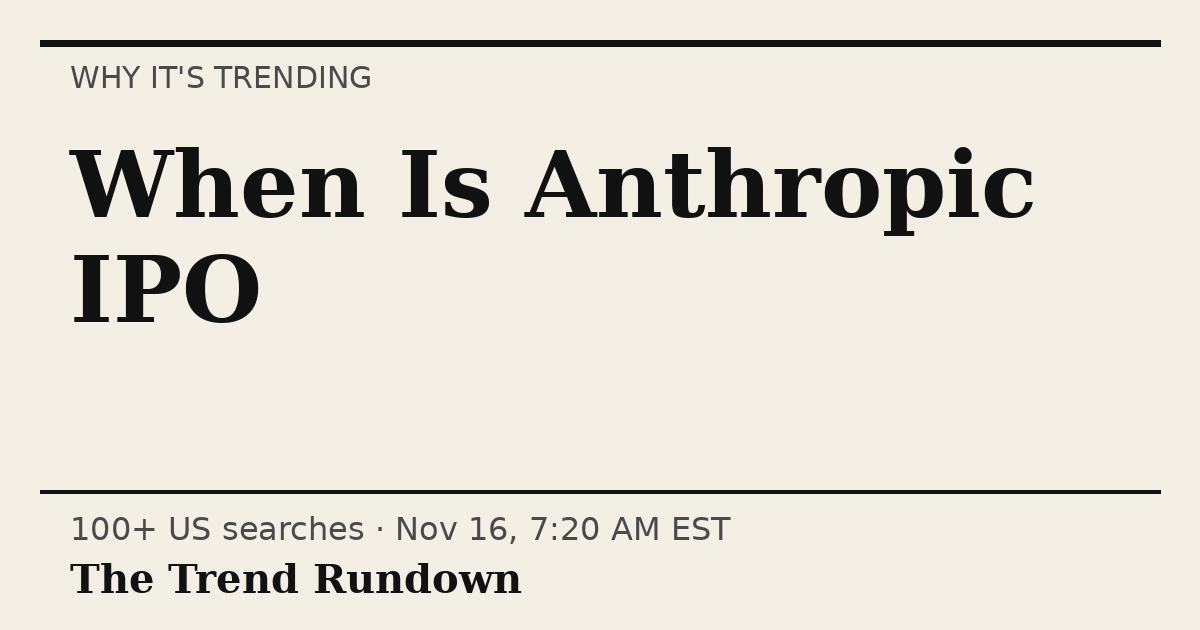 WHY IT'S TRENDING
When Is Anthropic
IPO
100+ US searches · Nov 16, 7:20 AM EST
The Trend Rundown